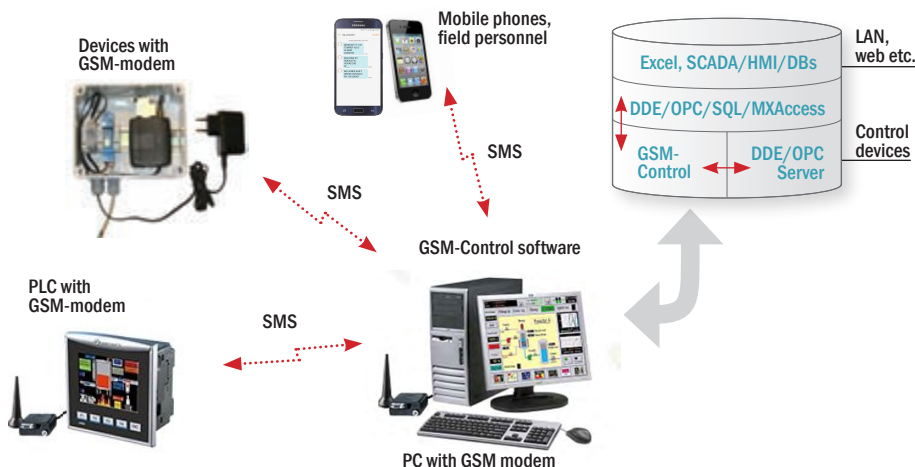 Mobile phones,
field personnel
Devices with
GSM-modem
LAN,
web etc.
Excel, SCADA/HMI/DBs
DDE/OPC/SQL/MXAccess
Control
devices
GSM-
Control
DDE/OPC
Server
SMS
SMS
GSM-Control software
PLC with
GSM-modem
SMS
PC with GSM modem